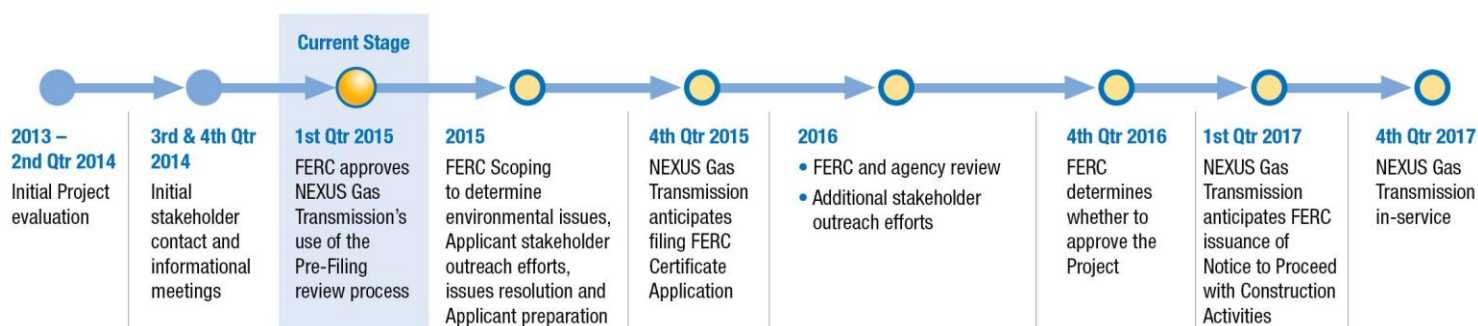 Current Stage
2013 –
2nd Qtr 2014
Initial Project
evaluation
3rd & 4th Qtr
2014
Initial
stakeholder
contact and
informational
meetings
1st Qtr 2015
FERC approves
NEXUS Gas
Transmission’s
use of the
Pre-Filing
review process
2015
FERC Scoping
to determine
environmental issues,
Applicant stakeholder
outreach efforts,
issues resolution and
Applicant preparation
4th Qtr 2015
NEXUS Gas
Transmission
anticipates
filing FERC
Certificate
Application
2016
• FERC and agency review
• Additional stakeholder
outreach efforts
4th Qtr 2016
FERC
determines
whether to
approve the
Project
1st Qtr 2017
NEXUS Gas
Transmission
anticipates FERC
issuance of
Notice to Proceed
with Construction
Activities
4th Qtr 2017
NEXUS Gas
Transmission
in-service